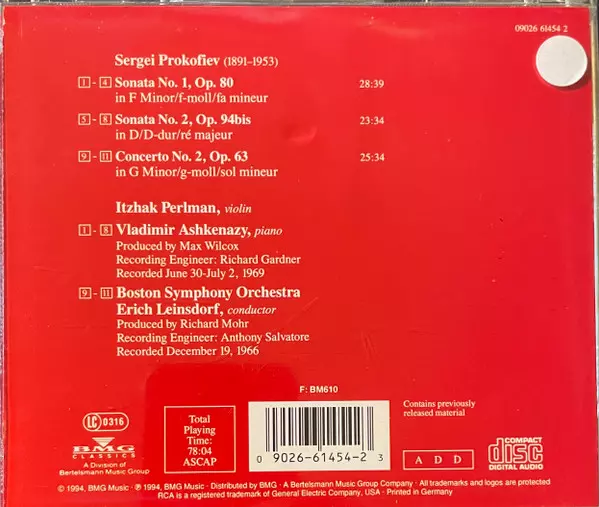 09026 61454 2
Sergei Prokofiev (1891–1953)
1 - 4 Sonata No. 1, Op. 80 28:39
in F Minor/f-moll/fa mineur
5 - 8 Sonata No. 2, Op. 94bis 23:34
in D/D-dur/ré majeur
9 - 11 Concerto No. 2, Op. 63 25:34
in G Minor/g-moll/sol mineur
Itzhak Perlman, violin
1 - 8 Vladimir Ashkenazy, piano
Produced by Max Wilcox
Recording Engineer: Richard Gardner
Recorded June 30-July 2, 1969
9 - 11 Boston Symphony Orchestra
Erich Leinsdorf, conductor
Produced by Richard Mohr
Recording Engineer: Anthony Salvatore
Recorded December 19, 1966
F: BM610
LC 0316
BMG
CLASSICS
A Division of
Bertelsmann Music Group
Total
Playing
Time:
78:04
ASCAP
0 9026-61454-2 3
Contains previously
released material
A D D
COMPACT
disc
DIGITAL AUDIO
© 1994, BMG Music · ℗ 1994, BMG Music · Distributed by BMG · A Bertelsmann Music Group Company · All trademarks and logos are protected
RCA is a registered trademark of General Electric Company, USA · Printed in Germany